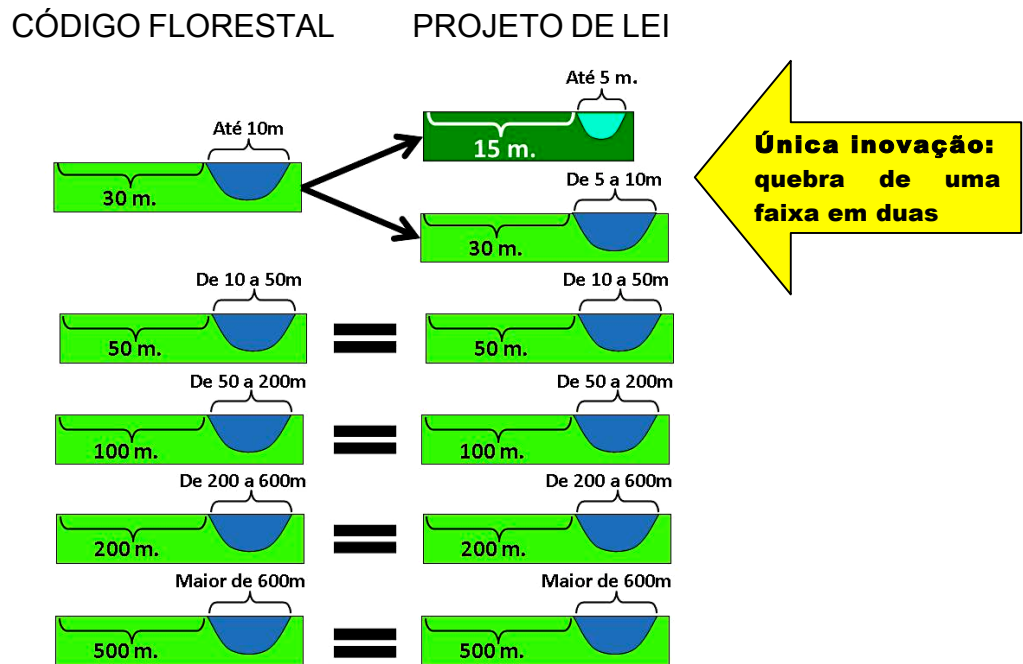 CÓDIGO FLORESTAL PROJETO DE LEI
Até 5 m.
15 m.
Até 10m
30 m.
De 5 a 10m
30 m.
Única inovação:
quebra de uma
faixa em duas
De 10 a 50m De 10 a 50m
50 m. 50 m.
De 50 a 200m De 50 a 200m
100 m. 100 m.
De 200 a 600m De 200 a 600m
200 m. 200 m.
Maior de 600m Maior de 600m
500 m. 500 m.